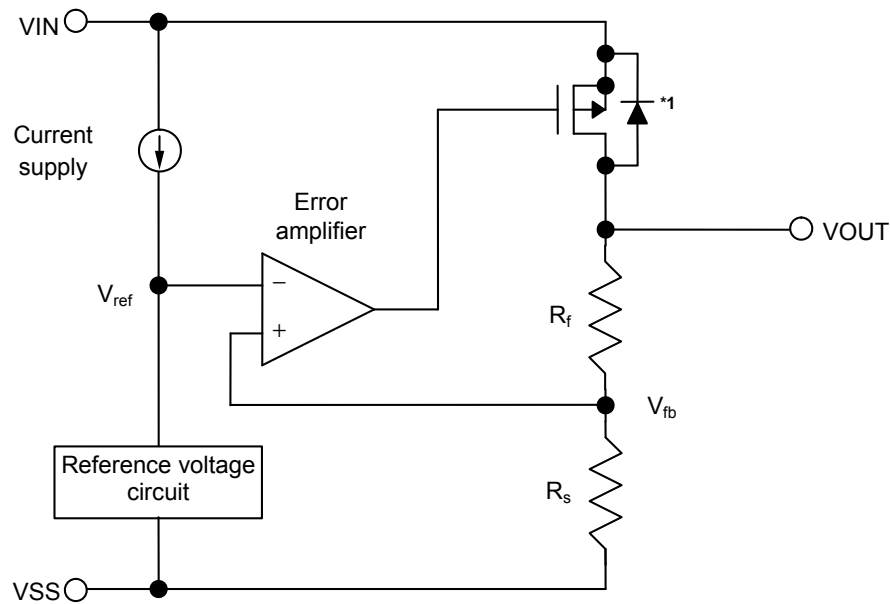 VIN
*1
Current
supply
Error
amplifier
VOUT
Vref
−
+
Rf
Vfb
Reference voltage
circuit
Rs
VSS